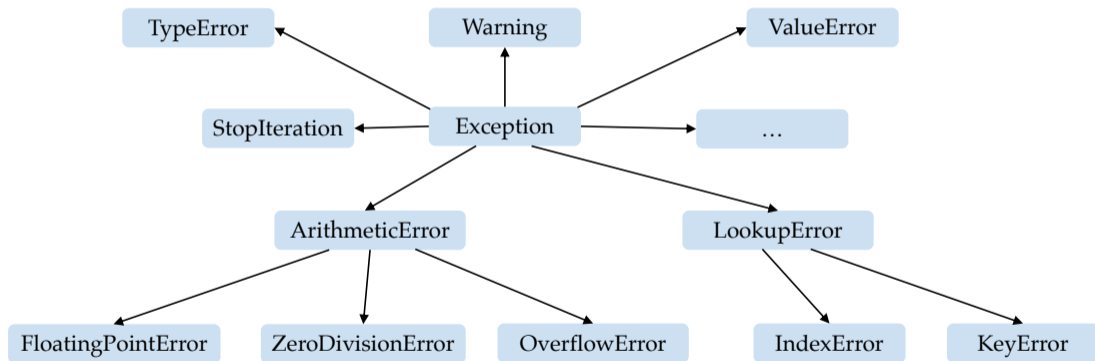 TypeError
Warning
ValueError
StopIteration
Exception
...
ArithmeticError
LookupError
FloatingPointError
ZeroDivisionError
OverflowError
IndexError
KeyError